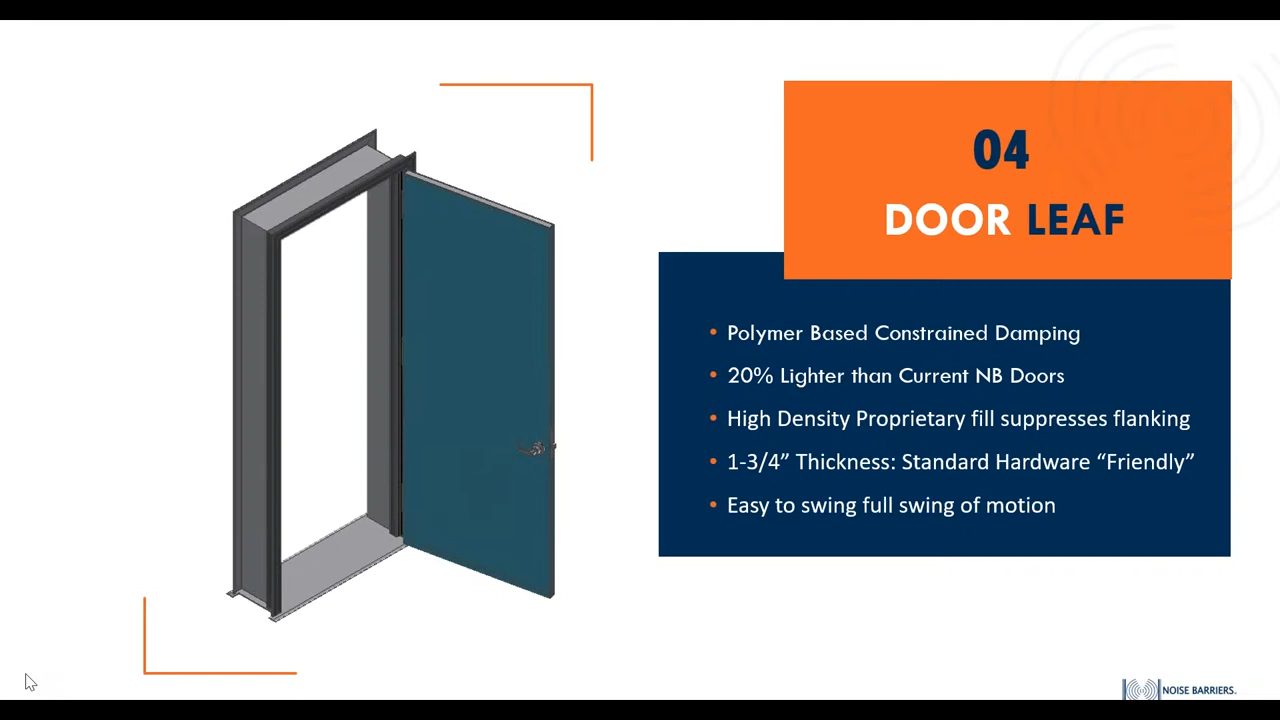 04
DOOR LEAF
• Polymer Based Constrained Damping
• 20% Lighter than Current NB Doors
• High Density Proprietary fill suppresses flanking
• 1-3/4” Thickness: Standard Hardware “Friendly”
• Easy to swing full swing of motion
NOISE BARRIERS.